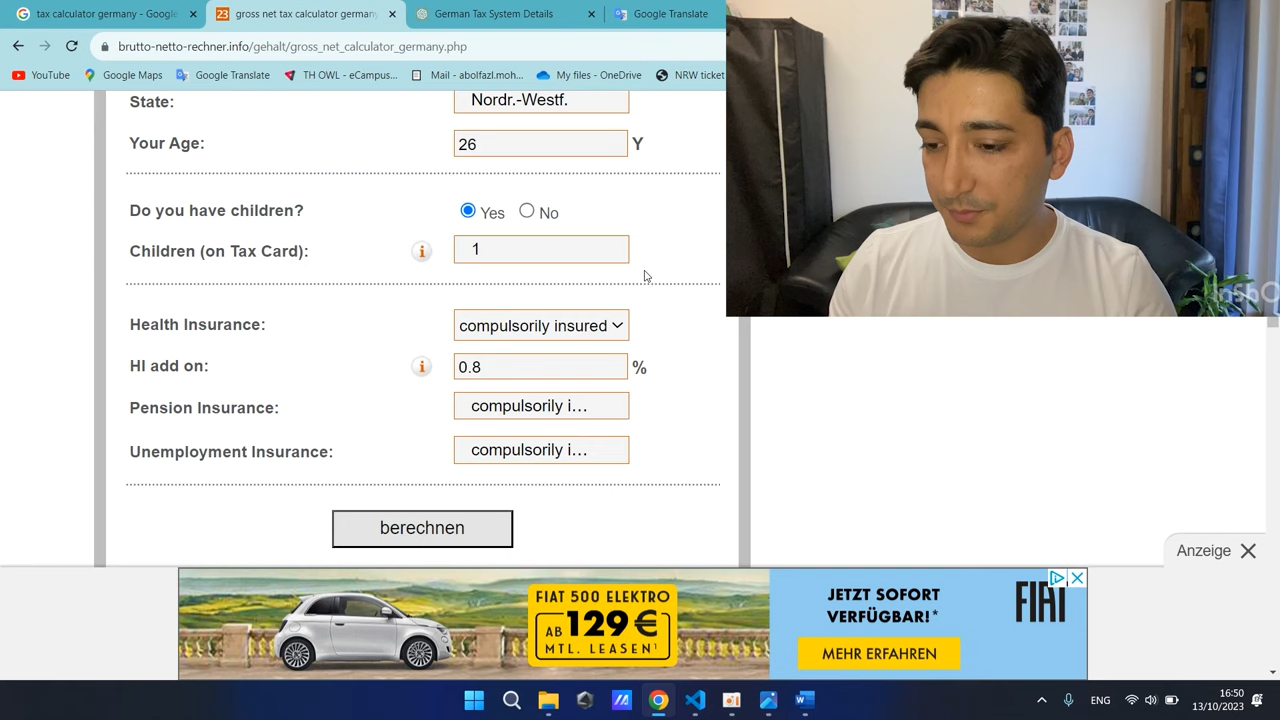 tax calculator germany - Google
gross net tax calculator german
German Tax System Details
Google Translate
brutto-netto-rechner.info/gehalt/gross_net_calculator_germany.php
YouTube
Google Maps
Google Translate
TH OWL - eCampus...
Mail - abolfazl.moh...
My files - OneDrive
NRW ticket
State:
Nordr.-Westf.
Your Age:
26
Y
Do you have children?
Yes
No
Children (on Tax Card):
1
Health Insurance:
compulsorily insured
HI add on:
0.8
%
Pension Insurance:
compulsorily i...
Unemployment Insurance:
compulsorily i...
berechnen
Anzeige
FIAT 500 ELEKTRO
AB 129 €
MTL. LEASEN¹
JETZT SOFORT
VERFÜGBAR!*
MEHR ERFAHREN
FIAT
ENG
16:50
13/10/2023